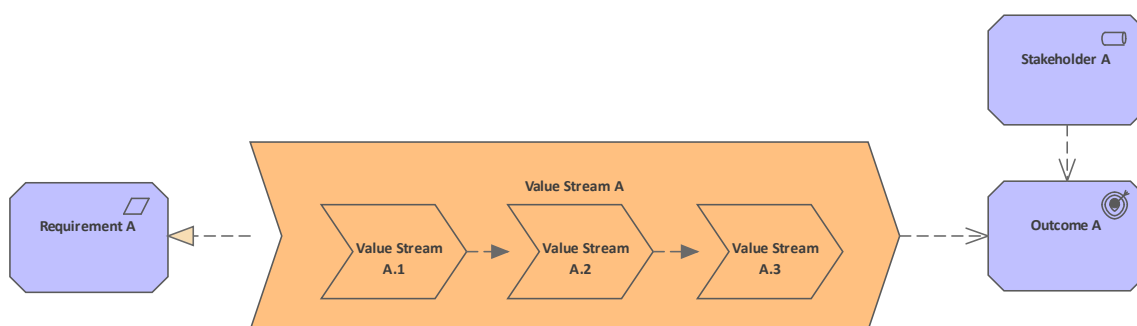 Stakeholder A
Value Stream A
Requirement A
Outcome A
Value Stream
A.1
Value Stream
A.2
Value Stream
A.3